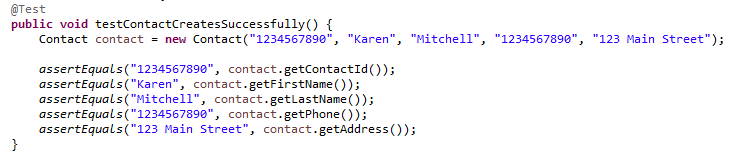 @Test
public void testContactCreatesSuccessfully() {
Contact contact = new Contact("1234567890", "Karen", "Mitchell", "1234567890", "123 Main Street");
assertEquals("1234567890", contact.getContactId());
assertEquals("Karen", contact.getFirstName());
assertEquals("Mitchell", contact.getLastName());
assertEquals("1234567890", contact.getPhone());
assertEquals("123 Main Street", contact.getAddress());
}